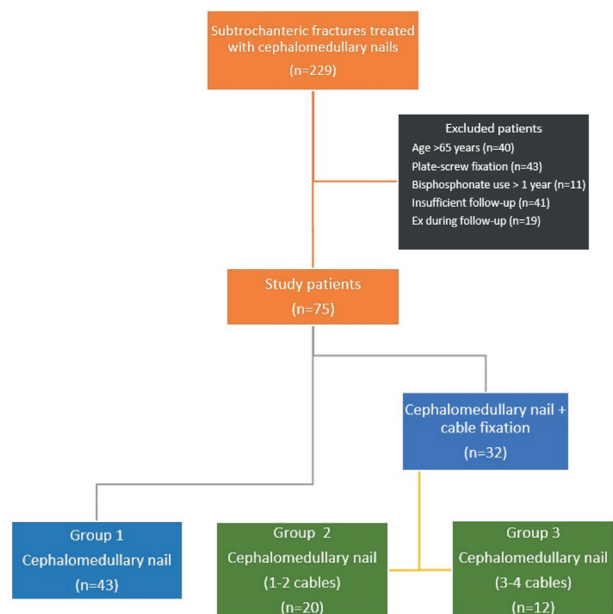 Subtrochanteric fractures treated
with cephalomedullary nails
(n=229)
Excluded patients
Age >65 years (n=40)
Plate-screw fixation (n=43)
Bisphosphonate use > 1 year (n=11)
Insufficient follow-up (n=41)
Ex during follow-up (n=19)
Study patients
(n=75)
Cephalomedullary nail +
cable fixation
(n=32)
Group 1
Cephalomedullary nail
(n=43)
Group 2
Cephalomedullary nail
(1-2 cables)
(n=20)
Group 3
Cephalomedullary nail
(3-4 cables)
(n=12)